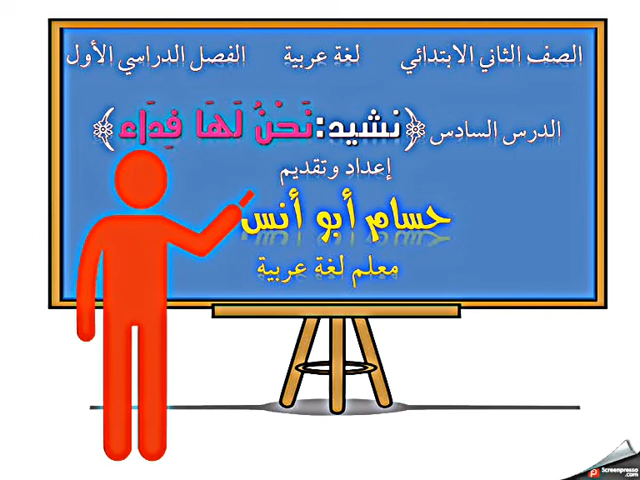 الصف الثاني الابتدائي لغة عربية الفصل الدراسي الأول
الدرس السادس ﴿نشيد: نَحْنُ لَهَا فِدَاء﴾
إعداد وتقديم
حسام أبو أنس
معلم لغة عربية
Screenpresso
.com